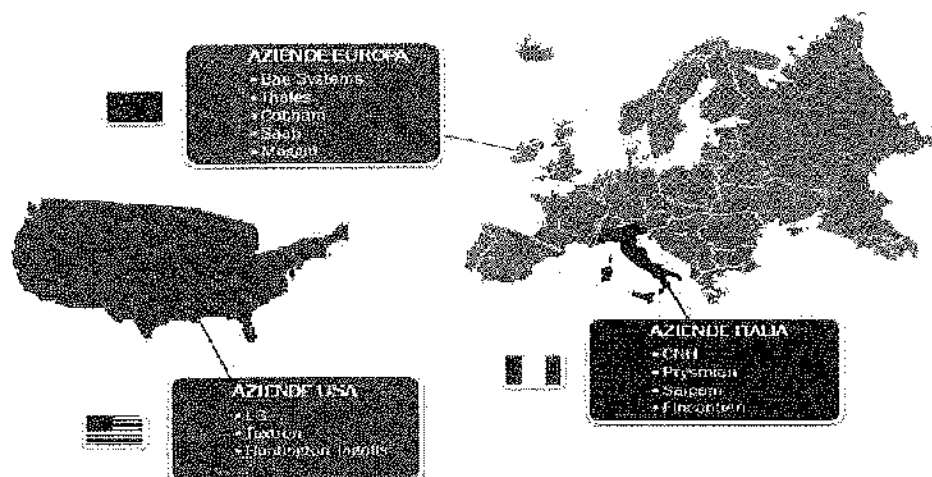 AZIENDE EUROPA
• Bae Systems
• Thales
• Cobham
• Saab
AZIENDE USA
• L3
• Textron
• Huntington Ingalls
AZIENDE ITALIA
• CNH
• Prysmian
• Saipem
• Fincantieri